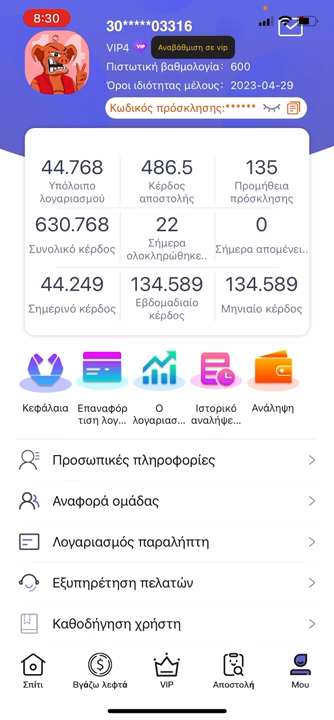 8:30
30*****03316
VIP4 VIP Αναβάθμιση σε vip
Πιστωτική βαθμολογία: 600
Όροι ιδιότητας μέλους: 2023-04-29
Κωδικός πρόσκλησης:******
44.768 486.5 135
Υπόλοιπο λογαριασμού Κέρδος αποστολής Προμήθεια πρόσκλησης
630.768 22 0
Συνολικό κέρδος Σήμερα ολοκληρώθηκε.. Σήμερα απομένει..
44.249 134.589 134.589
Σημερινό κέρδος Εβδομαδιαίο κέρδος Μηνιαίο κέρδος
Κεφάλαια Επαναφόρτιση λογ... Ο λογαριασ... Ιστορικό αναλήψε... Ανάληψη
Προσωπικές πληροφορίες
Αναφορά ομάδας
Λογαριασμός παραλήπτη
Εξυπηρέτηση πελατών
Καθοδήγηση χρήστη
Σπίτι Βγάζω λεφτά VIP Αποστολή Μου